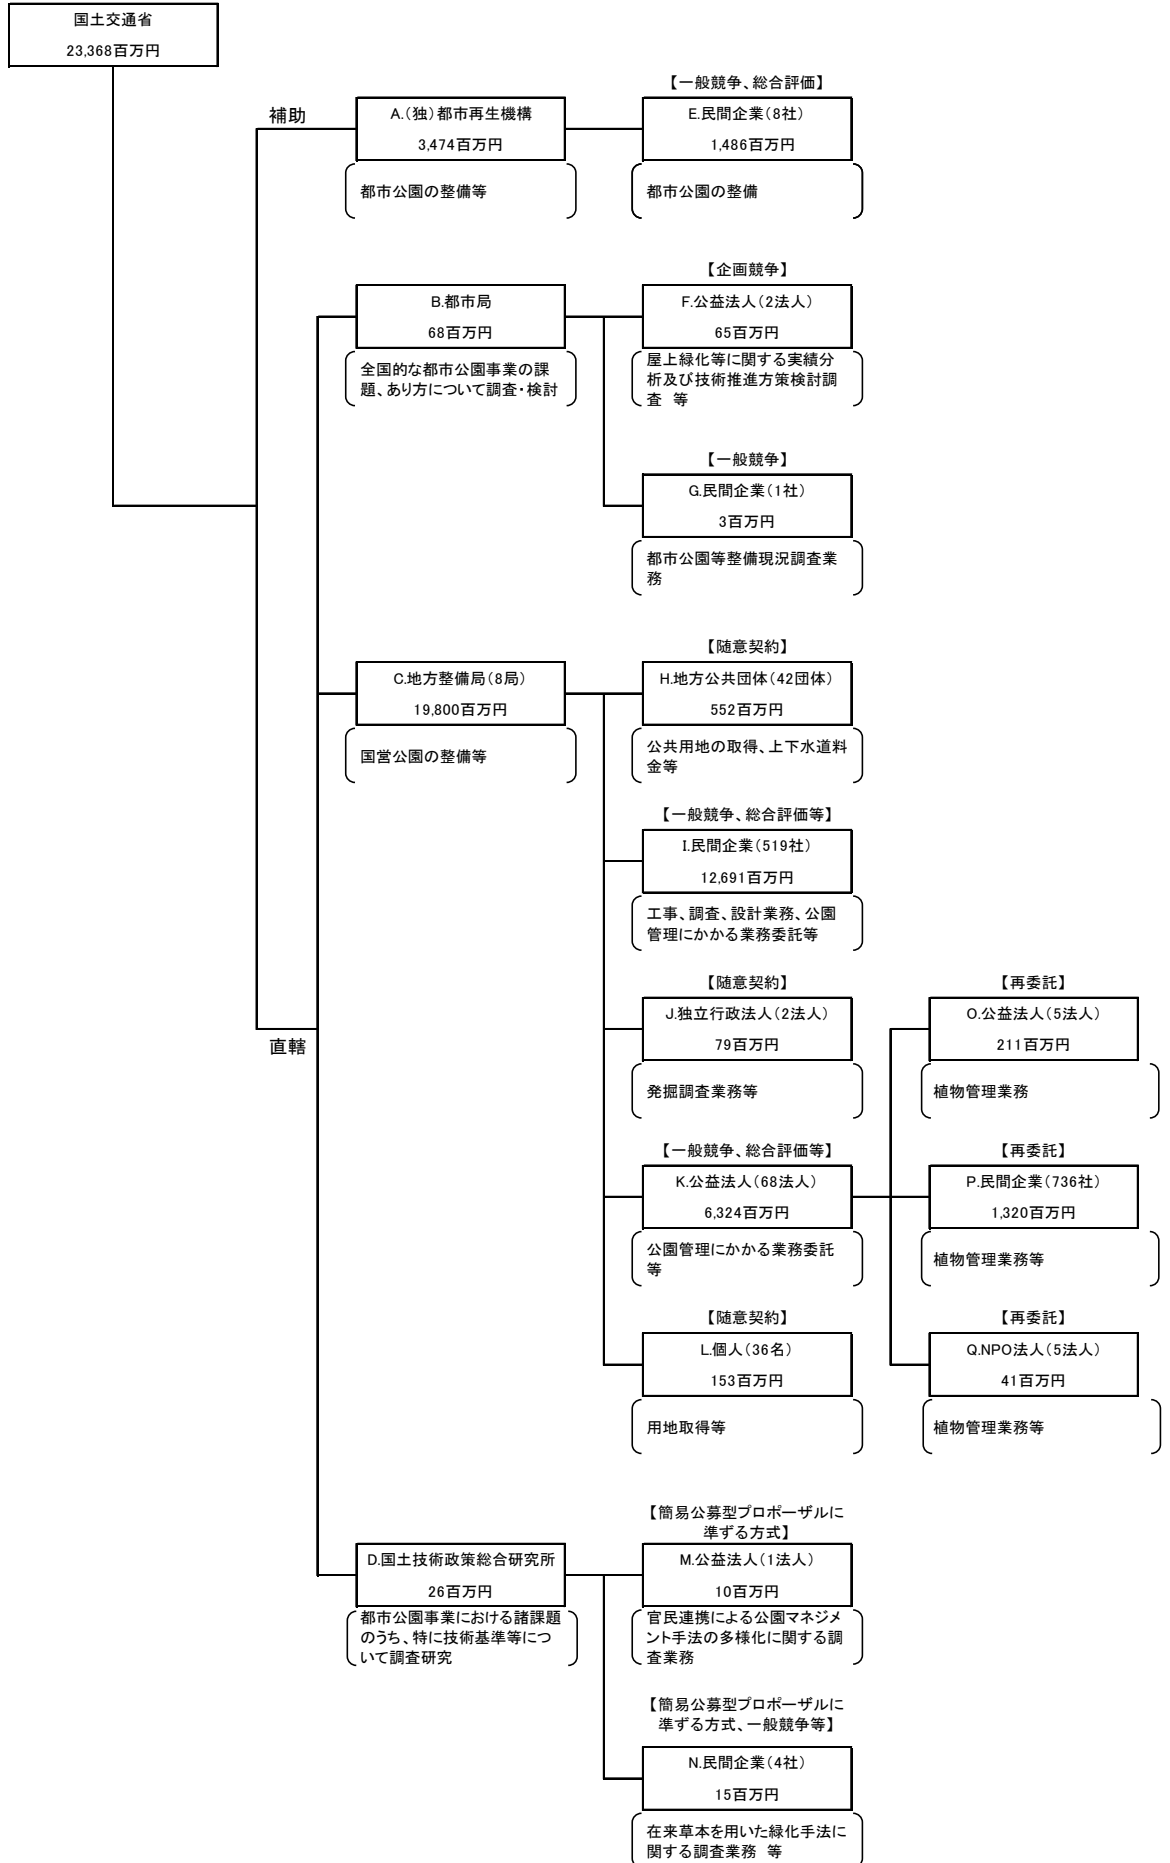 国土交通省
23,368百万円
補助
A.(独)都市再生機構
3,474百万円
都市公園の整備等
【一般競争、総合評価】
E.民間企業(8社)
1,486百万円
都市公園の整備
B.都市局
68百万円
全国的な都市公園事業の課
題、あり方について調査・検討
【企画競争】
F.公益法人(2法人)
65百万円
屋上緑化等に関する実績分
析及び技術推進方策検討調
査 等
【一般競争】
G.民間企業(1社)
3百万円
都市公園等整備現況調査業
務
C.地方整備局(8局)
19,800百万円
国営公園の整備等
【随意契約】
H.地方公共団体(42団体)
552百万円
公共用地の取得、上下水道料
金等
【一般競争、総合評価等】
I.民間企業(519社)
12,691百万円
工事、調査、設計業務、公園
管理にかかる業務委託等
直轄
【随意契約】
J.独立行政法人(2法人)
79百万円
発掘調査業務等
【再委託】
O.公益法人(5法人)
211百万円
植物管理業務
【一般競争、総合評価等】
K.公益法人(68法人)
6,324百万円
公園管理にかかる業務委託
等
【再委託】
P.民間企業(736社)
1,320百万円
植物管理業務等
【随意契約】
L.個人(36名)
153百万円
用地取得等
【再委託】
Q.NPO法人(5法人)
41百万円
植物管理業務等
D.国土技術政策総合研究所
26百万円
都市公園事業における諸課題
のうち、特に技術基準等につ
いて調査研究
【簡易公募型プロポーザルに
準ずる方式】
M.公益法人(1法人)
10百万円
官民連携による公園マネジメ
ント手法の多様化に関する調
査業務
【簡易公募型プロポーザルに
準ずる方式、一般競争等】
N.民間企業(4社)
15百万円
在来草本を用いた緑化手法に
関する調査業務 等